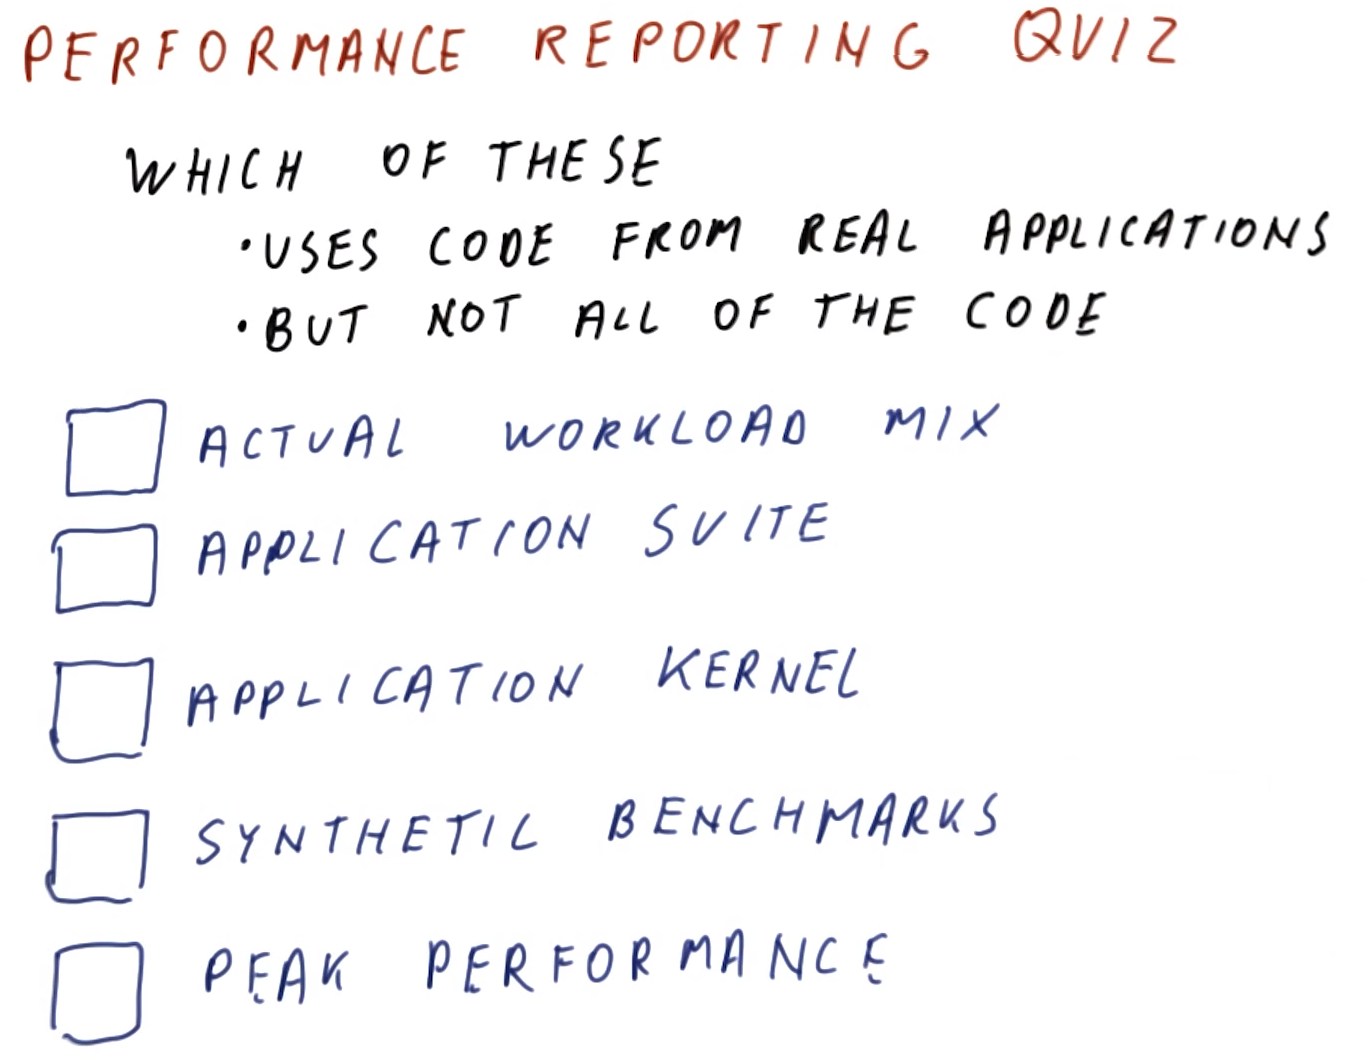 PERFORMANCE REPORTING QUIZ
WHICH OF THESE
•USES CODE FROM REAL APPLICATIONS
•BUT NOT ALL OF THE CODE
ACTUAL WORKLOAD MIX
APPLICATION SUITE
APPLICATION KERNEL
SYNTHETIC BENCHMARKS
PEAK PERFORMANCE